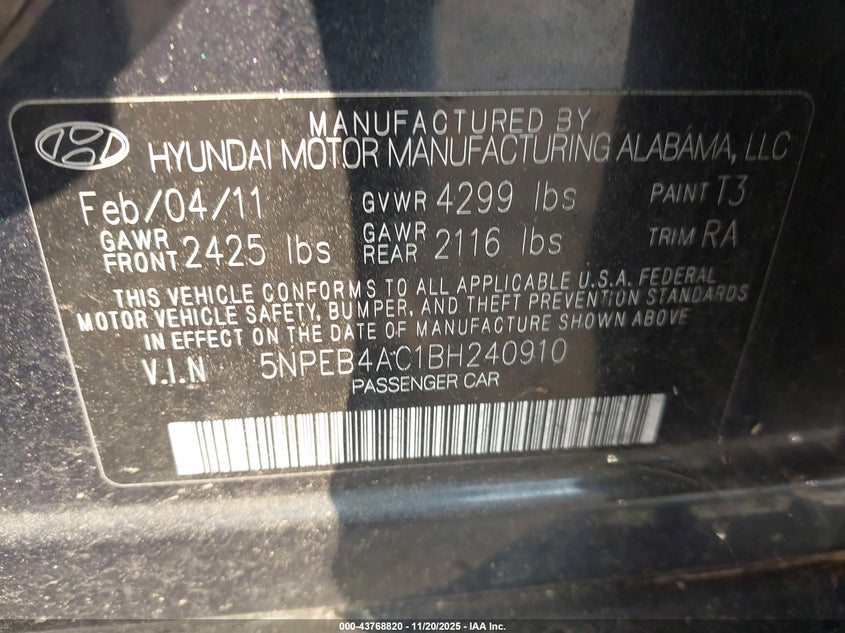 MANUFACTURED BY
HYUNDAI MOTOR MANUFACTURING ALABAMA, LLC
Feb/04/11 GVWR 4299 lbs PAINT T3
GAWR FRONT 2425 lbs GAWR REAR 2116 lbs TRIM RA
THIS VEHICLE CONFORMS TO ALL APPLICABLE U.S.A. FEDERAL
MOTOR VEHICLE SAFETY, BUMPER, AND THEFT PREVENTION STANDARDS
IN EFFECT ON THE DATE OF MANUFACTURE SHOWN ABOVE
V.I.N 5NPEB4AC1BH240910
PASSENGER CAR
000-43768820 - 11/20/2025 - IAA Inc.